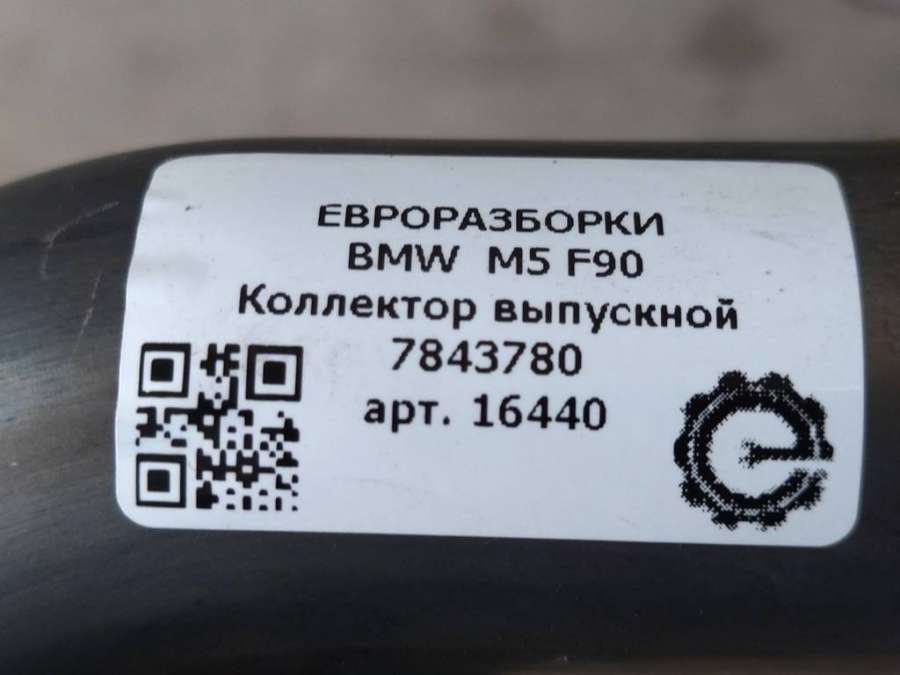 ЕВРОРАЗБОРКИ
BMW M5 F90
Коллектор выпускной
7843780
арт. 16440